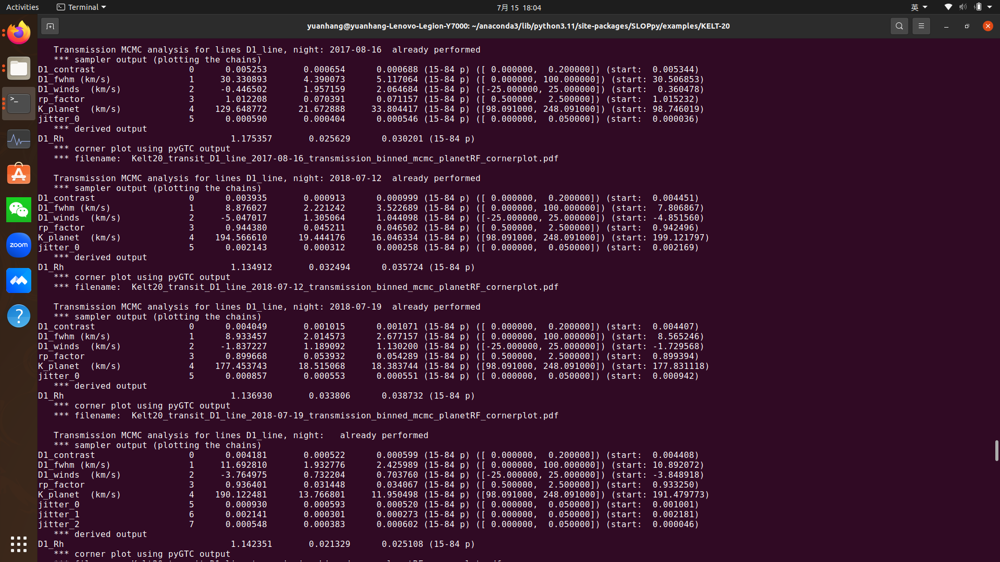 Activities
Terminal
7月 15 18:04
英
yuanhang@yuanhang-Lenovo-Legion-Y7000: ~/anaconda3/lib/python3.11/site-packages/SLOPpy/examples/KELT-20
Transmission MCMC analysis for lines D1_line, night: 2017-08-16  already performed
*** sampler output (plotting the chains)
D1_contrast 0 0.005253 0.000654 0.000688 (15-84 p) ([ 0.000000, 0.200000]) (start: 0.005344)
D1_fwhm (km/s) 1 30.330893 4.390073 5.117064 (15-84 p) ([ 0.000000, 100.000000]) (start: 30.506853)
D1_winds (km/s) 2 -0.446502 1.957159 2.064684 (15-84 p) ([-25.000000, 25.000000]) (start: 0.360478)
rp_factor 3 1.012208 0.070391 0.071157 (15-84 p) ([ 0.500000, 2.500000]) (start: 1.015232)
K_planet (km/s) 4 129.648772 21.672888 33.804417 (15-84 p) ([98.091000, 248.091000]) (start: 98.746019)
jitter_0 5 0.000590 0.000404 0.000546 (15-84 p) ([ 0.000000, 0.050000]) (start: 0.000036)
*** derived output
D1_Rh 1.175357 0.025629 0.030201 (15-84 p)
*** corner plot using pyGTC output
*** filename: Kelt20_transit_D1_line_2017-08-16_transmission_binned_mcmc_planetRF_cornerplot.pdf
Transmission MCMC analysis for lines D1_line, night: 2018-07-12  already performed
*** sampler output (plotting the chains)
D1_contrast 0 0.003935 0.000913 0.000999 (15-84 p) ([ 0.000000, 0.200000]) (start: 0.004451)
D1_fwhm (km/s) 1 8.876027 2.221242 3.522689 (15-84 p) ([ 0.000000, 100.000000]) (start: 7.806867)
D1_winds (km/s) 2 -5.047017 1.305064 1.044098 (15-84 p) ([-25.000000, 25.000000]) (start: -4.851560)
rp_factor 3 0.944380 0.045211 0.046502 (15-84 p) ([ 0.500000, 2.500000]) (start: 0.942496)
K_planet (km/s) 4 194.566610 19.444176 16.046334 (15-84 p) ([98.091000, 248.091000]) (start: 199.121797)
jitter_0 5 0.002143 0.000312 0.000258 (15-84 p) ([ 0.000000, 0.050000]) (start: 0.002169)
*** derived output
D1_Rh 1.134912 0.032494 0.035724 (15-84 p)
*** corner plot using pyGTC output
*** filename: Kelt20_transit_D1_line_2018-07-12_transmission_binned_mcmc_planetRF_cornerplot.pdf
Transmission MCMC analysis for lines D1_line, night: 2018-07-19  already performed
*** sampler output (plotting the chains)
D1_contrast 0 0.004049 0.001015 0.001071 (15-84 p) ([ 0.000000, 0.200000]) (start: 0.004407)
D1_fwhm (km/s) 1 8.933457 2.014573 2.677157 (15-84 p) ([ 0.000000, 100.000000]) (start: 8.565246)
D1_winds (km/s) 2 -1.837227 1.189092 1.130200 (15-84 p) ([-25.000000, 25.000000]) (start: -1.729568)
rp_factor 3 0.899668 0.053932 0.054289 (15-84 p) ([ 0.500000, 2.500000]) (start: 0.899394)
K_planet (km/s) 4 177.453743 18.515068 18.383744 (15-84 p) ([98.091000, 248.091000]) (start: 177.831118)
jitter_0 5 0.000857 0.000553 0.000551 (15-84 p) ([ 0.000000, 0.050000]) (start: 0.000942)
*** derived output
D1_Rh 1.136930 0.033806 0.038732 (15-84 p)
*** corner plot using pyGTC output
*** filename: Kelt20_transit_D1_line_2018-07-19_transmission_binned_mcmc_planetRF_cornerplot.pdf
Transmission MCMC analysis for lines D1_line, night:   already performed
*** sampler output (plotting the chains)
D1_contrast 0 0.004181 0.000522 0.000599 (15-84 p) ([ 0.000000, 0.200000]) (start: 0.004408)
D1_fwhm (km/s) 1 11.692810 1.932776 2.425989 (15-84 p) ([ 0.000000, 100.000000]) (start: 10.892072)
D1_winds (km/s) 2 -3.764975 0.732204 0.703760 (15-84 p) ([-25.000000, 25.000000]) (start: -3.848918)
rp_factor 3 0.936401 0.031448 0.034067 (15-84 p) ([ 0.500000, 2.500000]) (start: 0.933250)
K_planet (km/s) 4 190.122481 13.766801 11.950498 (15-84 p) ([98.091000, 248.091000]) (start: 191.479773)
jitter_0 5 0.000930 0.000593 0.000520 (15-84 p) ([ 0.000000, 0.050000]) (start: 0.001001)
jitter_1 6 0.002141 0.000301 0.000273 (15-84 p) ([ 0.000000, 0.050000]) (start: 0.002181)
jitter_2 7 0.000548 0.000383 0.000602 (15-84 p) ([ 0.000000, 0.050000]) (start: 0.000046)
*** derived output
D1_Rh 1.142351 0.021329 0.025108 (15-84 p)
*** corner plot using pyGTC output
zoom